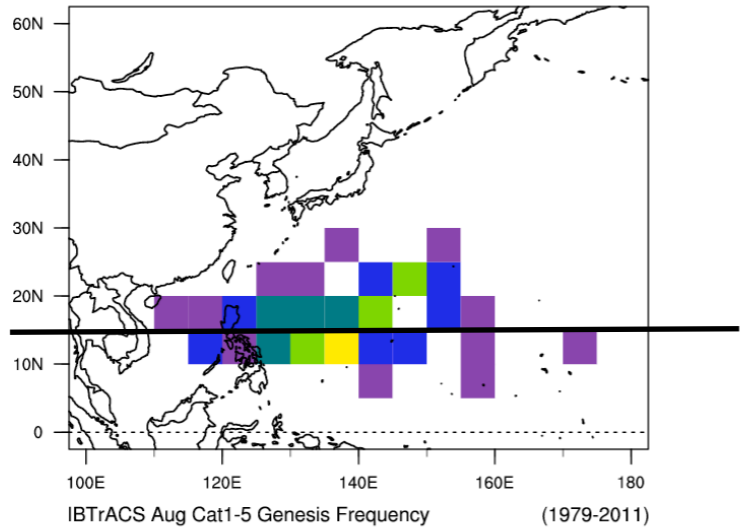 60N
50N
40N
30N
20N
10N
0
100E 120E 140E 160E 180
IBTrACS Aug Cat1-5 Genesis Frequency (1979-2011)